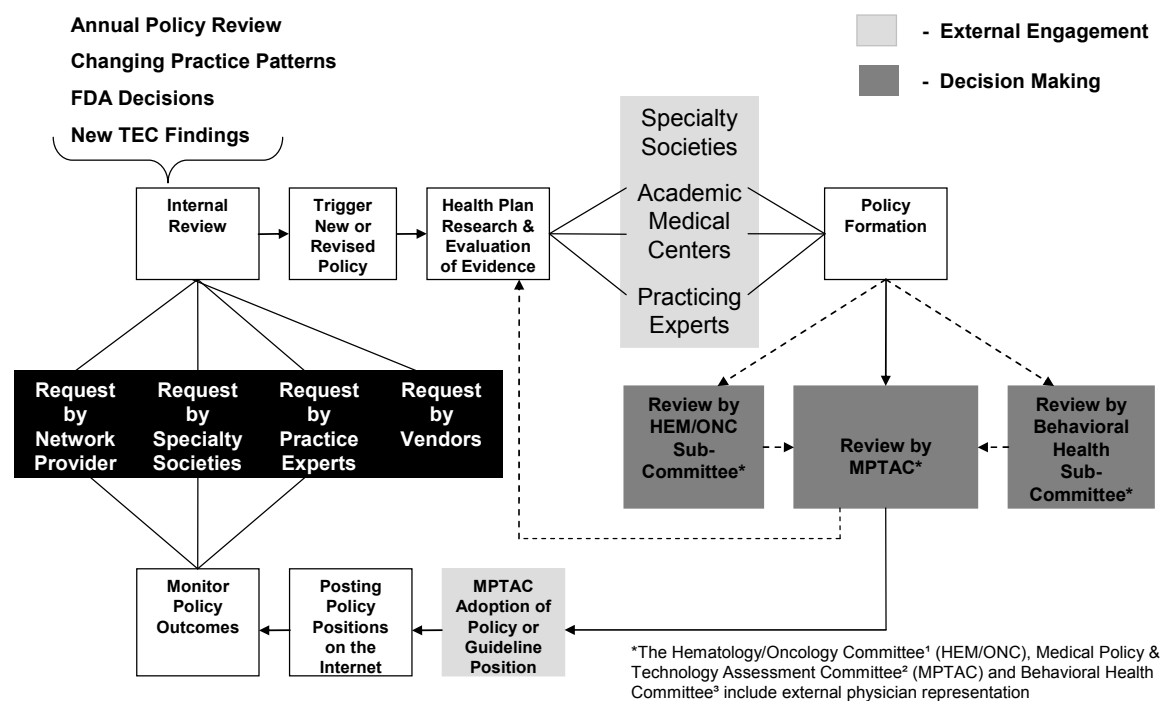 Annual Policy Review
Changing Practice Patterns
FDA Decisions
New TEC Findings
- External Engagement
- Decision Making
Internal
Review
Trigger
New or
Revised
Policy
Health Plan
Research &
Evaluation
of Evidence
Specialty
Societies
Academic
Medical
Centers
Practicing
Experts
Policy
Formation
Request
by
Network
Provider
Request
by
Specialty
Societies
Request
by
Practice
Experts
Request
by
Vendors
Review by
HEM/ONC
Sub-
Committee*
Review by
MPTAC*
Review by
Behavioral
Health
Sub-
Committee*
Monitor
Policy
Outcomes
Posting
Policy
Positions
on the
Internet
MPTAC
Adoption of
Policy or
Guideline
Position
*The Hematology/Oncology Committee¹ (HEM/ONC), Medical Policy &
Technology Assessment Committee² (MPTAC) and Behavioral Health
Committee³ include external physician representation